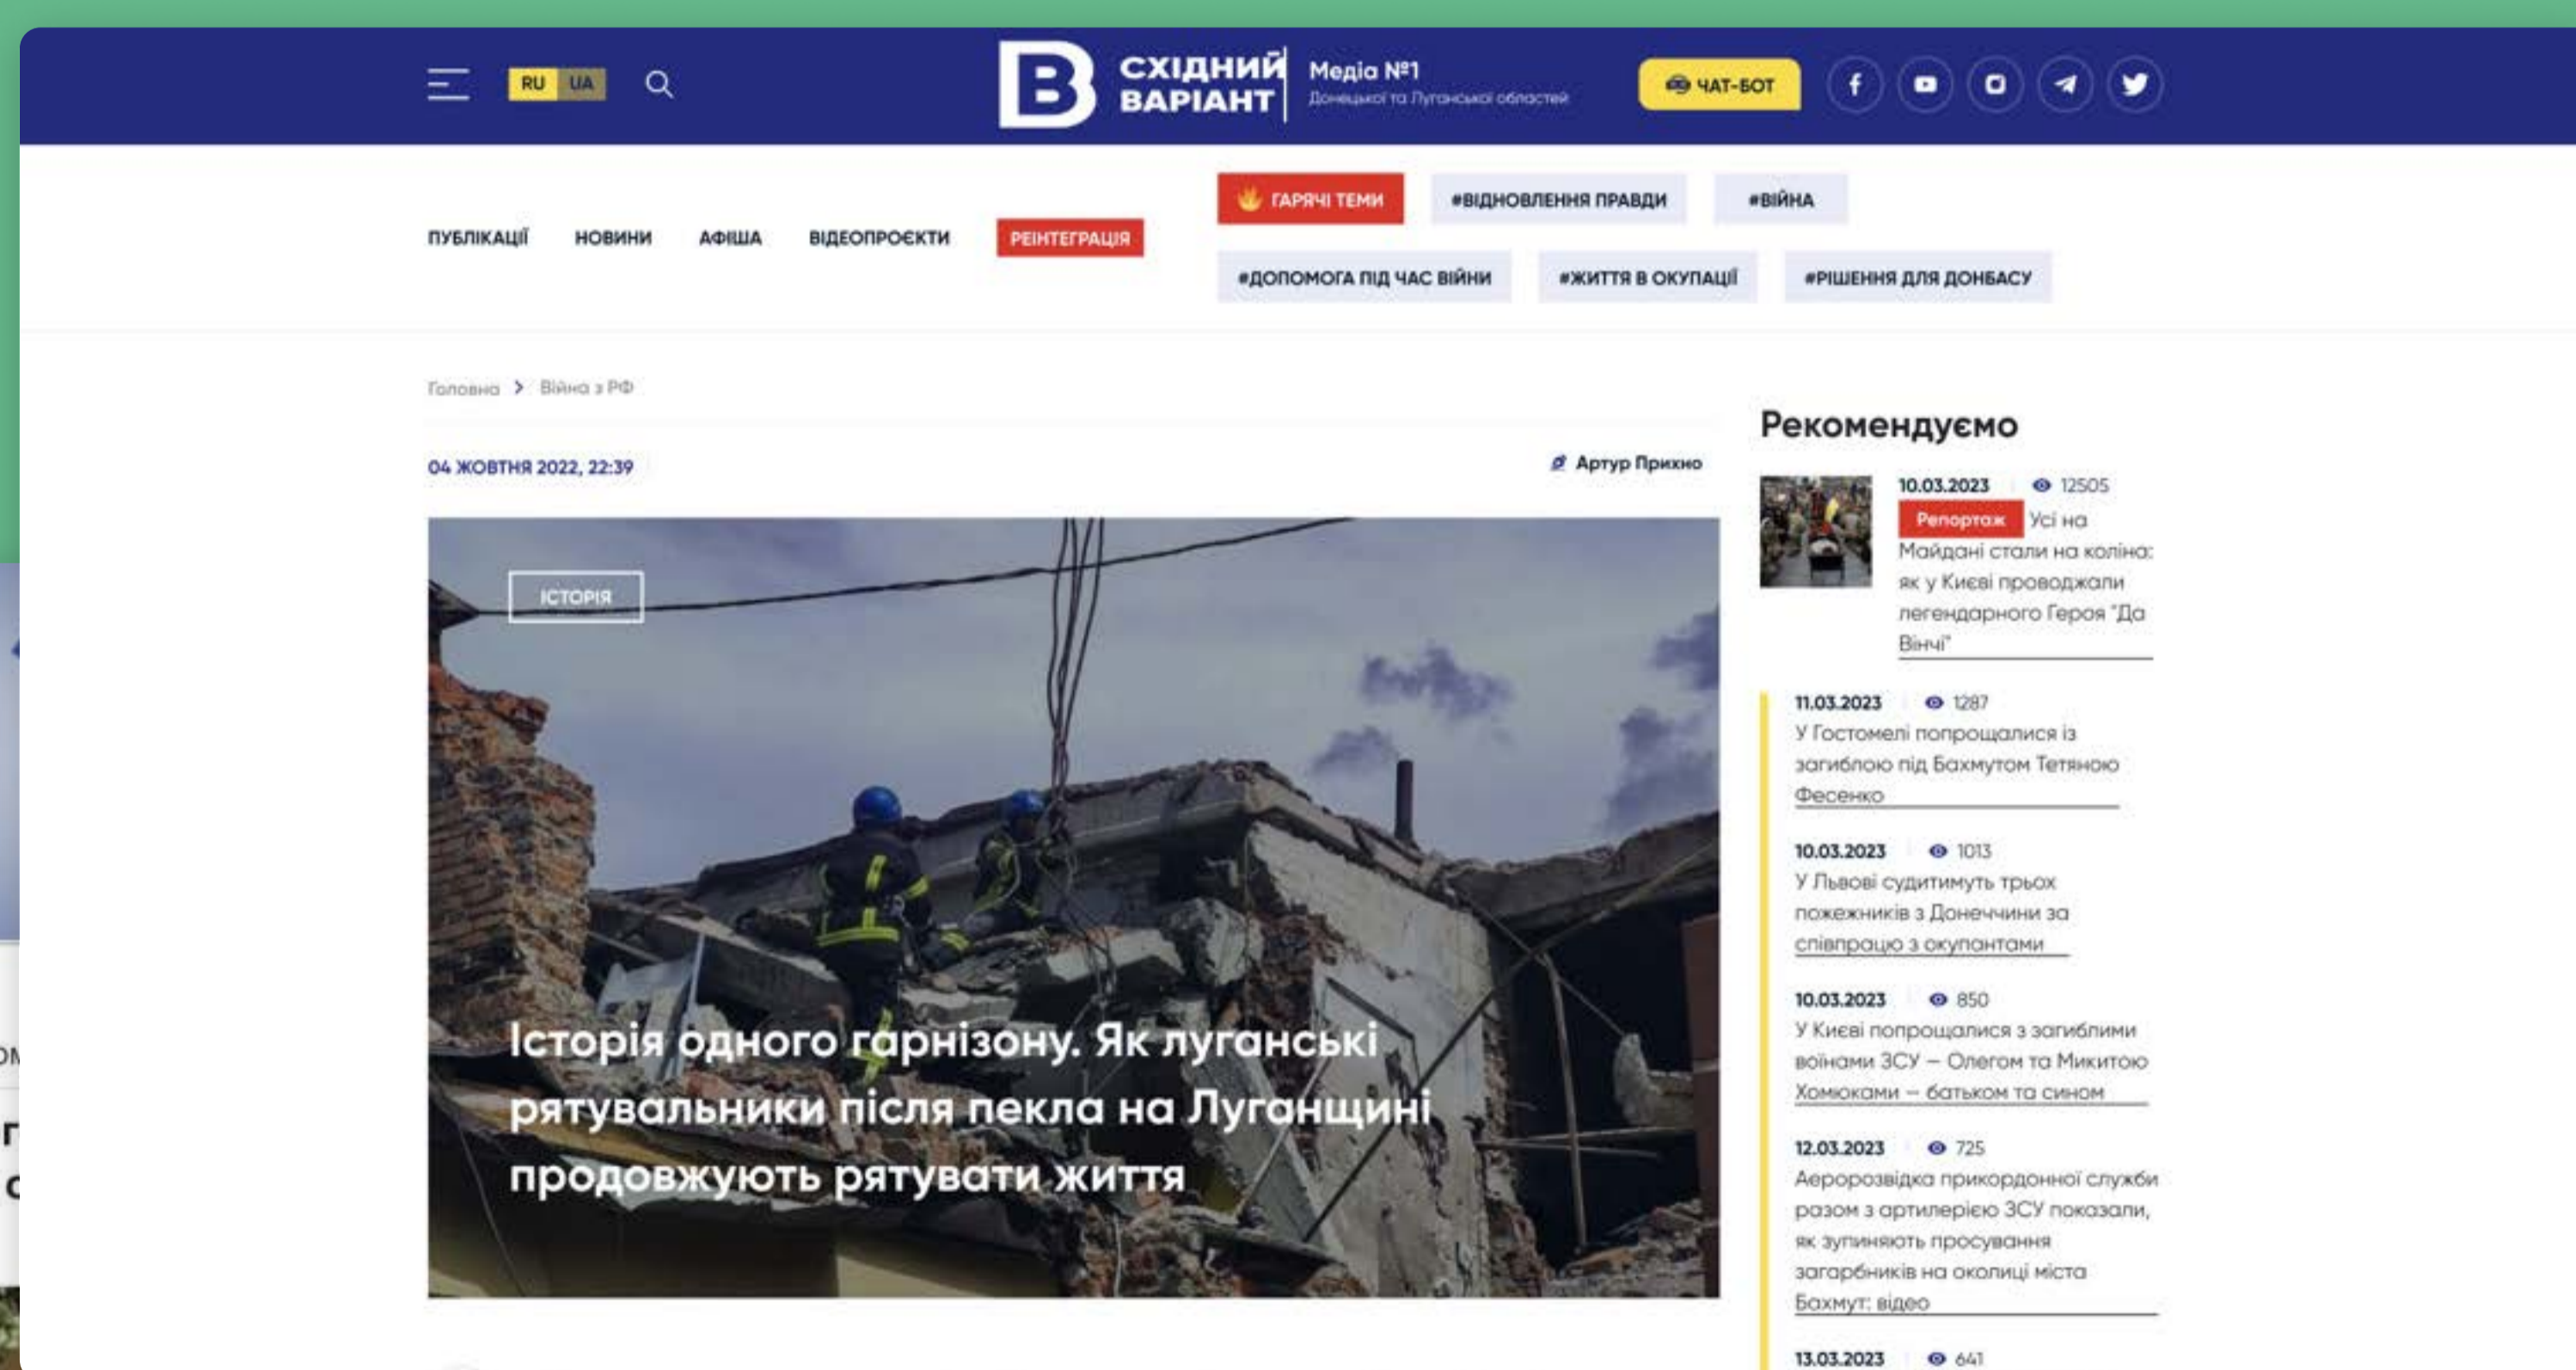 RU UA
СХІДНИЙ
ВАРІАНТ
Медіа №1
Донецької та Луганської областей
ЧАТ-БОТ
ПУБЛІКАЦІЇ НОВИНИ АФІША ВІДЕОПРОЄКТИ РЕІНТЕГРАЦІЯ
ГАРЯЧІ ТЕМИ #ВІДНОВЛЕННЯ ПРАВДИ #ВІЙНА
#ДОПОМОГА ПІД ЧАС ВІЙНИ #ЖИТТЯ В ОКУПАЦІЇ #РІШЕННЯ ДЛЯ ДОНБАСУ
Головна > Війна з РФ
04 ЖОВТНЯ 2022, 22:39
Артур Прихно
ІСТОРІЯ
Історія одного гарнізону. Як луганські
рятувальники після пекла на Луганщині
продовжують рятувати життя
Рекомендуємо
10.03.2023 12505
Репортаж Усі на
Майдані стали на коліна:
як у Києві проводжали
легендарного Героя "Да
Вінчі"
11.03.2023 1287
У Гостомелі попрощалися із
загиблою під Бахмутом Тетяною
Фесенко
10.03.2023 1013
У Львові судитимуть трьох
пожежників з Донеччини за
співпрацю з окупантами
10.03.2023 850
У Києві попрощалися з загиблими
воїнами ЗСУ — Олегом та Микитою
Хомюками — батьком та сином
12.03.2023 725
Аеророзвідка прикордонної служби
разом з артилерією ЗСУ показали,
як зупиняють просування
загарбників на околиці міста
Бахмут: відео
13.03.2023 641